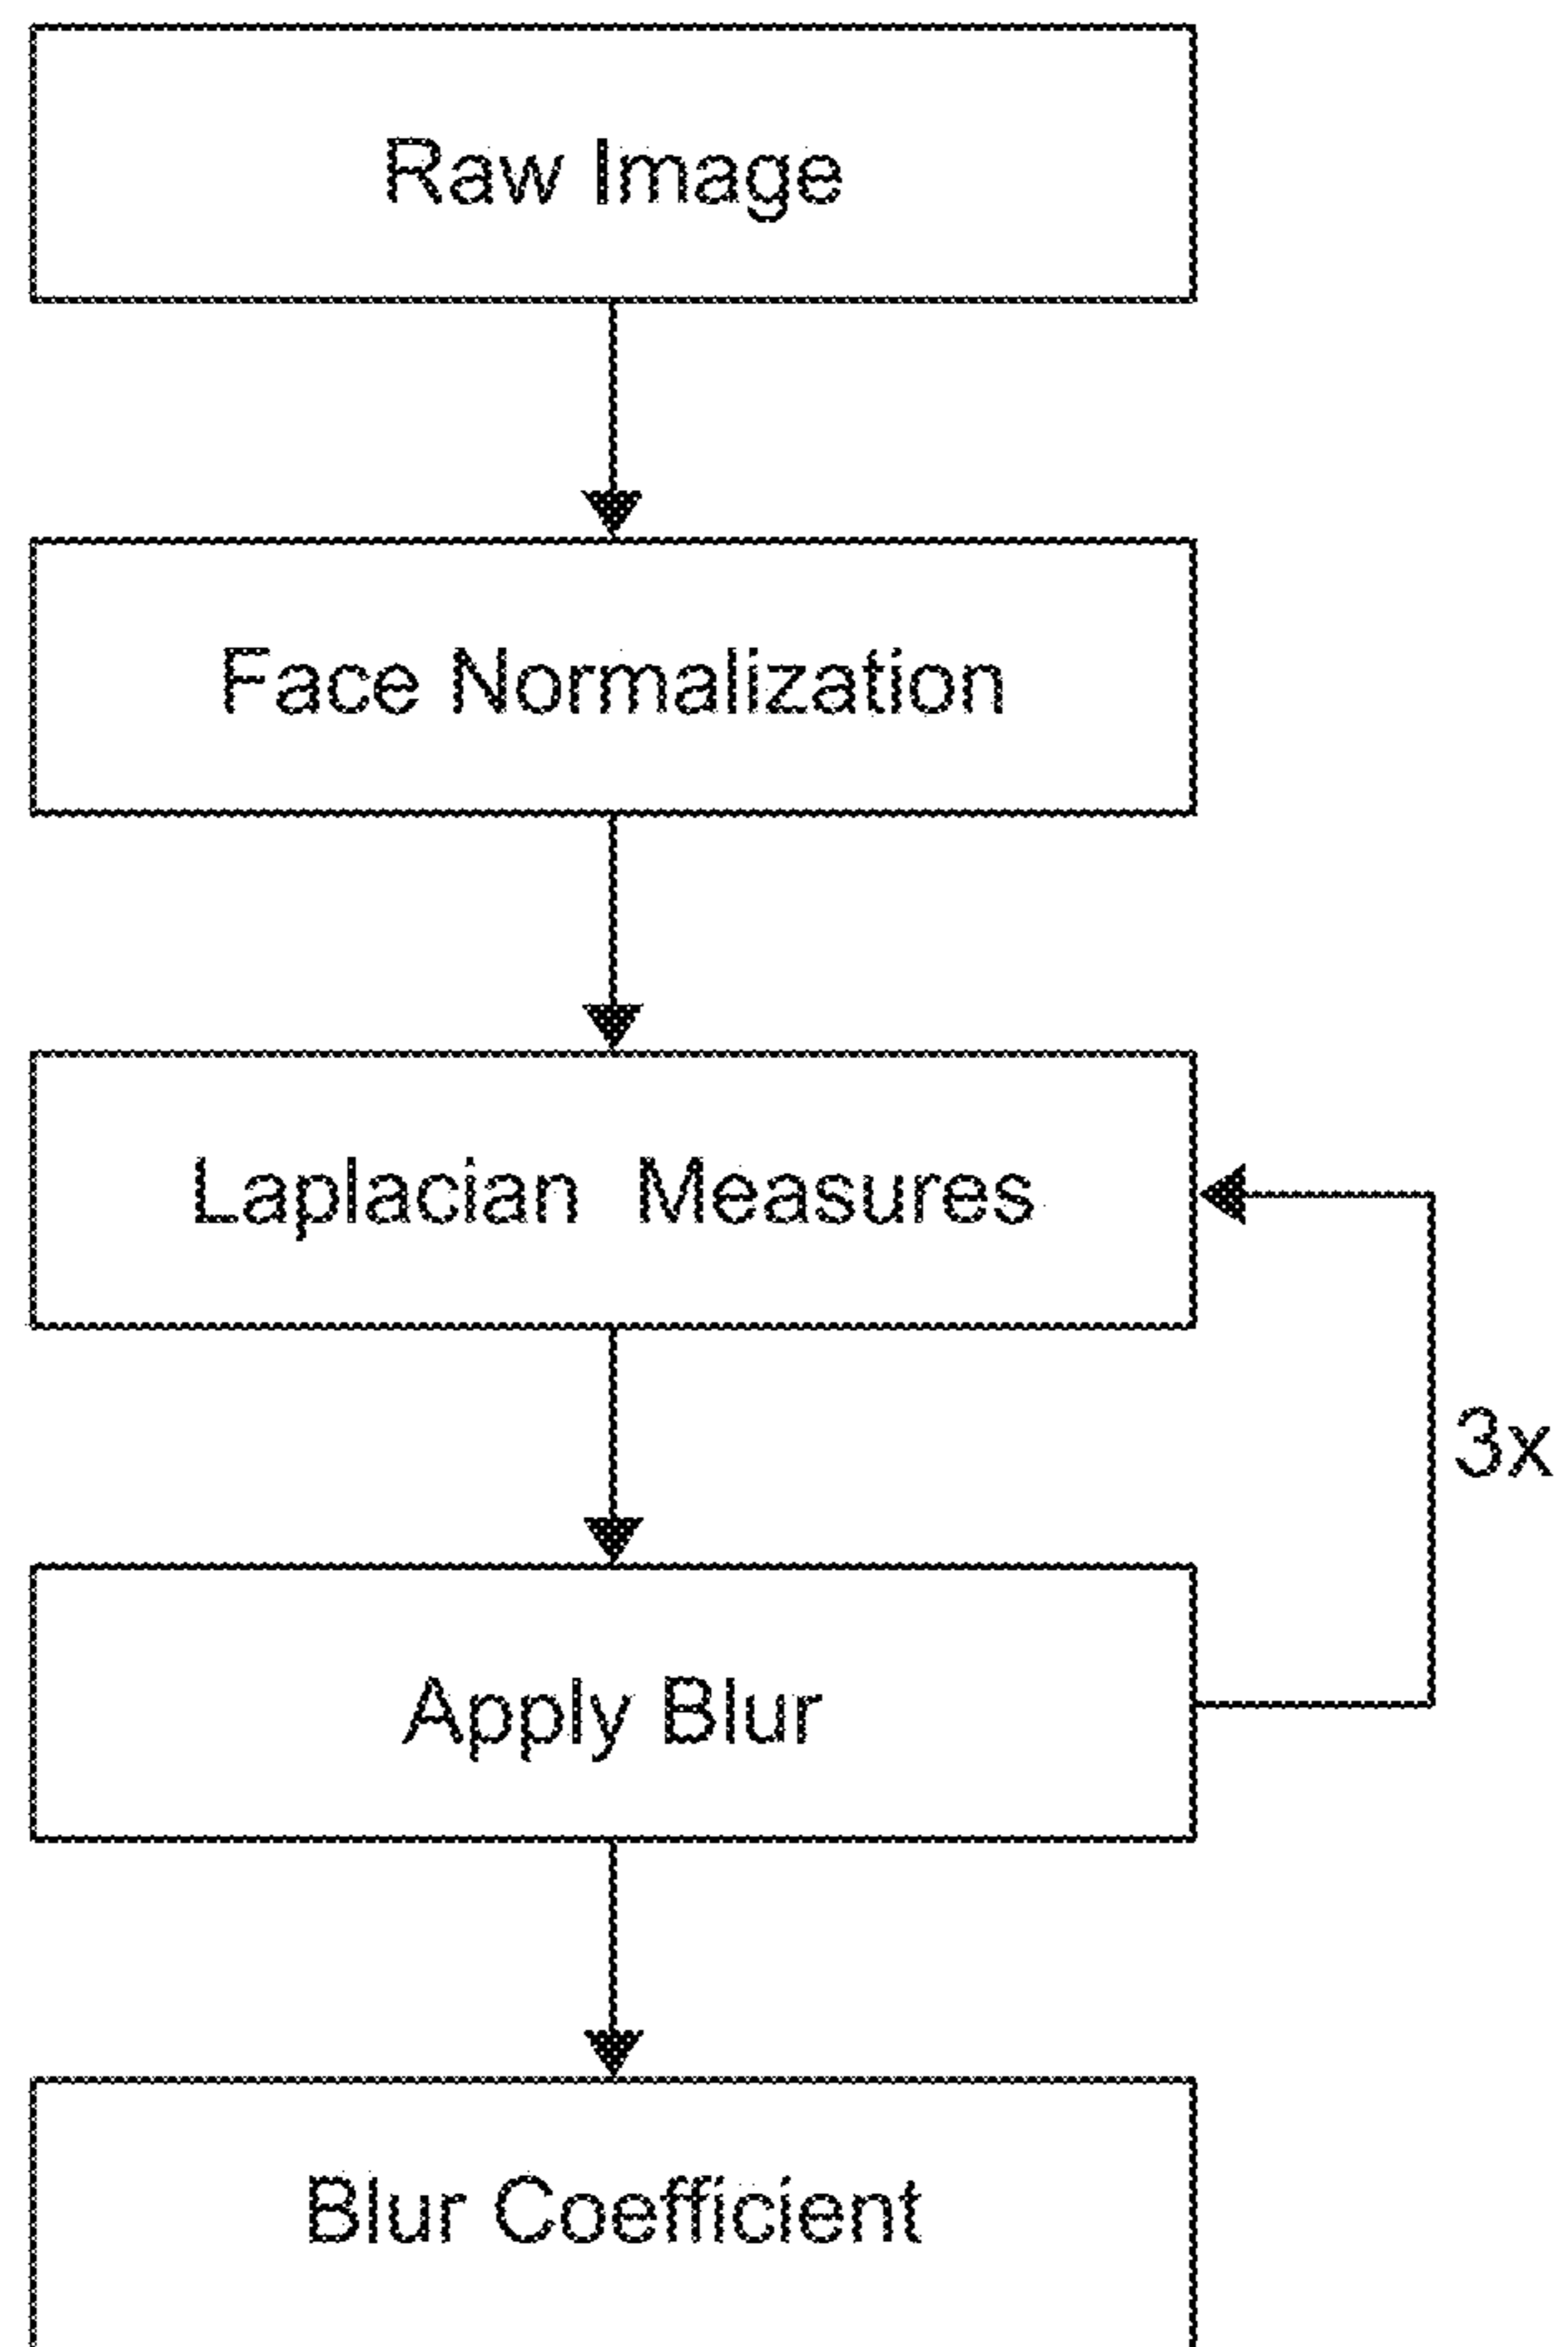 Raw Image
Face Normalization
Laplacian Measures
3x
Apply Blur
Blur Coefficient